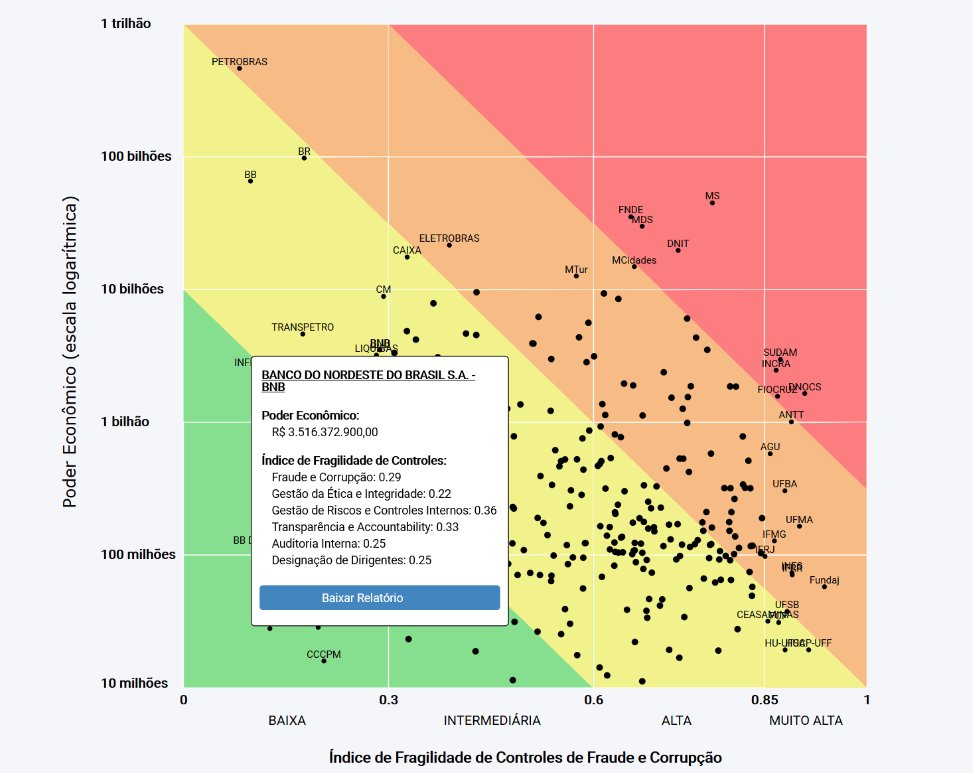 1 trilhão
PETROBRAS
100 bilhões
BR
BB
MS
FNDE
MDS
ELETROBRAS
DNIT
CAIXA
MCidades
MTur
10 bilhões
CM
TRANSPETRO
BNB
SUDAM
INCRA
FIOCRUZ
DNOCS
BANCO DO NORDESTE DO BRASIL S.A. -
BNB
Poder Econômico:
R$ 3.516.372.900,00
Índice de Fragilidade de Controles:
Fraude e Corrupção: 0.29
Gestão da Ética e Integridade: 0.22
Gestão de Riscos e Controles Internos: 0.36
Transparência e Accountability: 0.33
Auditoria Interna: 0.25
Designação de Dirigentes: 0.25
Baixar Relatório
1 bilhão
ANTT
AGU
UFBA
UFMA
IFMG
BB D
100 milhões
IFRJ
Fundaj
UFSB
CCCPM
10 milhões
0
0.3
0.6
0.85
1
BAIXA
INTERMEDIÁRIA
ALTA
MUITO ALTA
Índice de Fragilidade de Controles de Fraude e Corrupção
Poder Econômico (escala logarítmica)